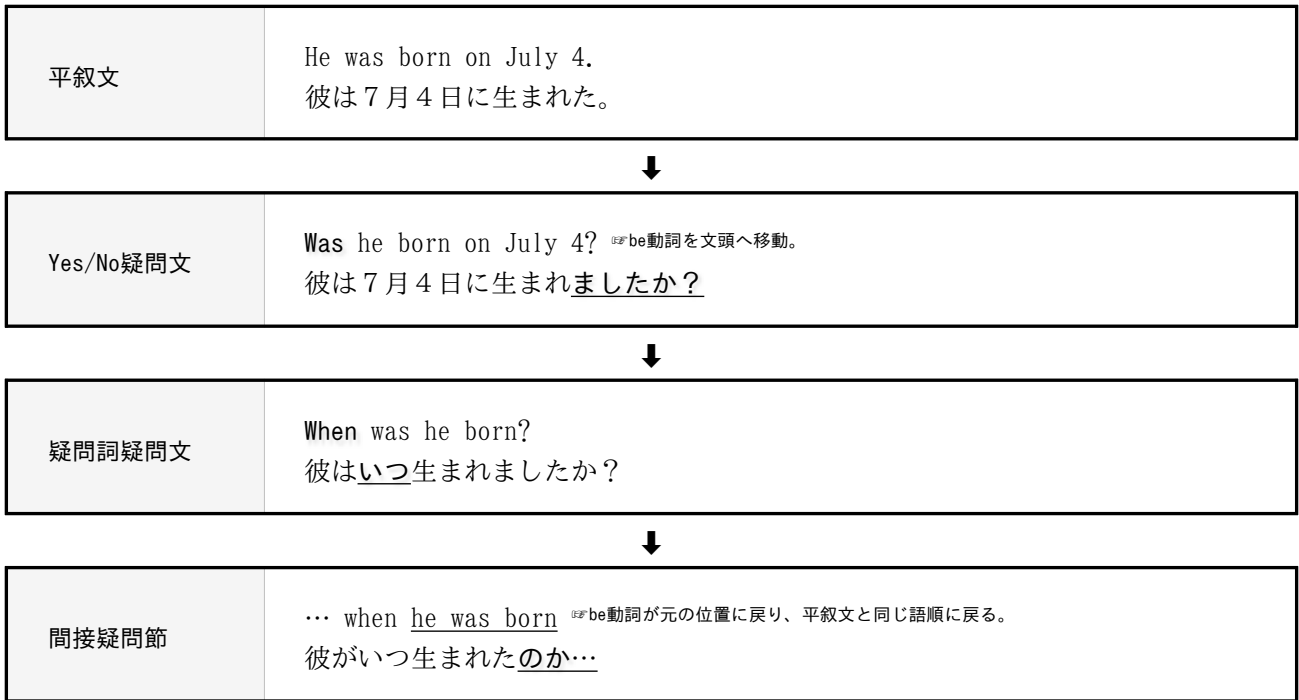 平叙文
He was born on July 4.
彼は７月４日に生まれた。
⬇
Yes/No疑問文
Was he born on July 4? ☞be動詞を文頭へ移動。
彼は７月４日に生まれましたか？
⬇
疑問詞疑問文
When was he born?
彼はいつ生まれましたか？
⬇
間接疑問節
… when he was born ☞be動詞が元の位置に戻り、平叙文と同じ語順に戻る。
彼がいつ生まれたのか…